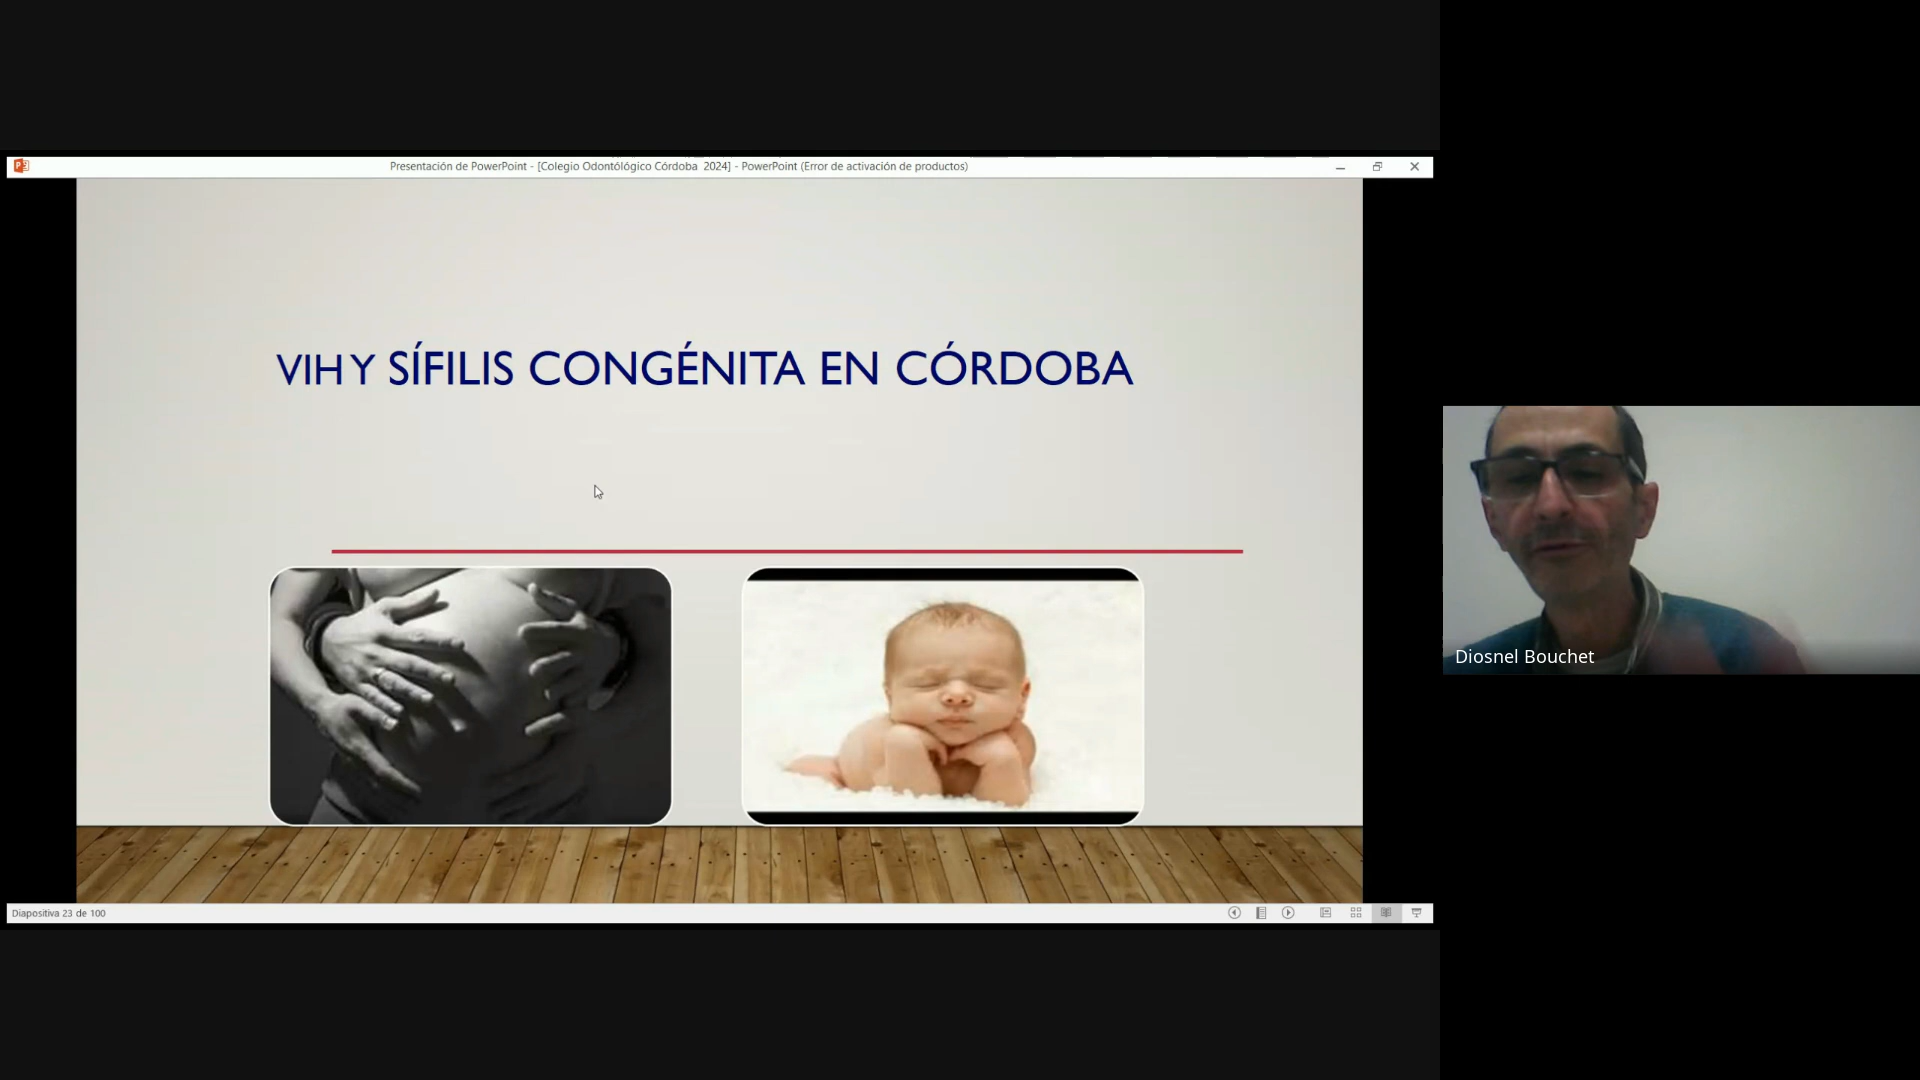 Presentación de PowerPoint - [Colegio Odontólógico Córdoba 2024] - PowerPoint (Error de activación de productos)
VIH Y SÍFILIS CONGÉNITA EN CÓRDOBA
Diosnel Bouchet
Diapositiva 23 de 100